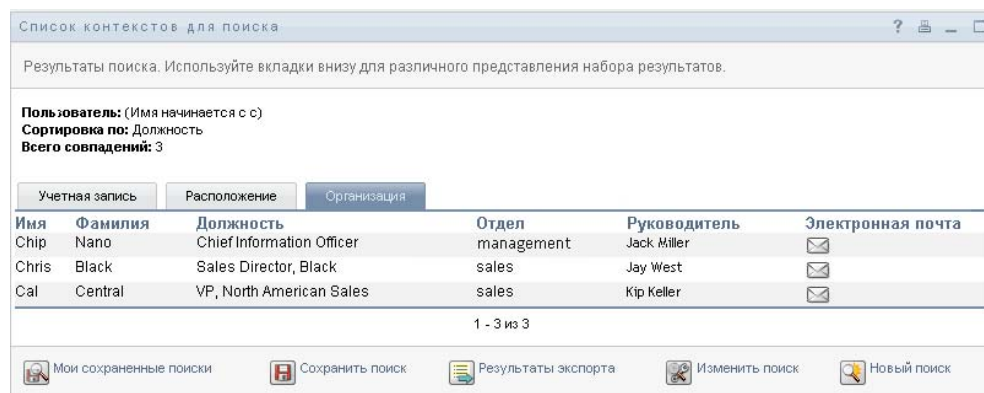 Список контекстов для поиска ?
Результаты поиска. Используйте вкладки внизу для различного представления набора результатов.
Пользователь: (Имя начинается с c)
Сортировка по: Должность
Всего совпадений: 3
Учетная запись Расположение Организация
Имя Фамилия Должность Отдел Руководитель Электронная почта
Chip Nano Chief Information Officer management Jack Miller
Chris Black Sales Director, Black sales Jay West
Cal Central VP, North American Sales sales Kip Keller
1 - 3 из 3
Мои сохраненные поиски Сохранить поиск Результаты экспорта Изменить поиск Новый поиск